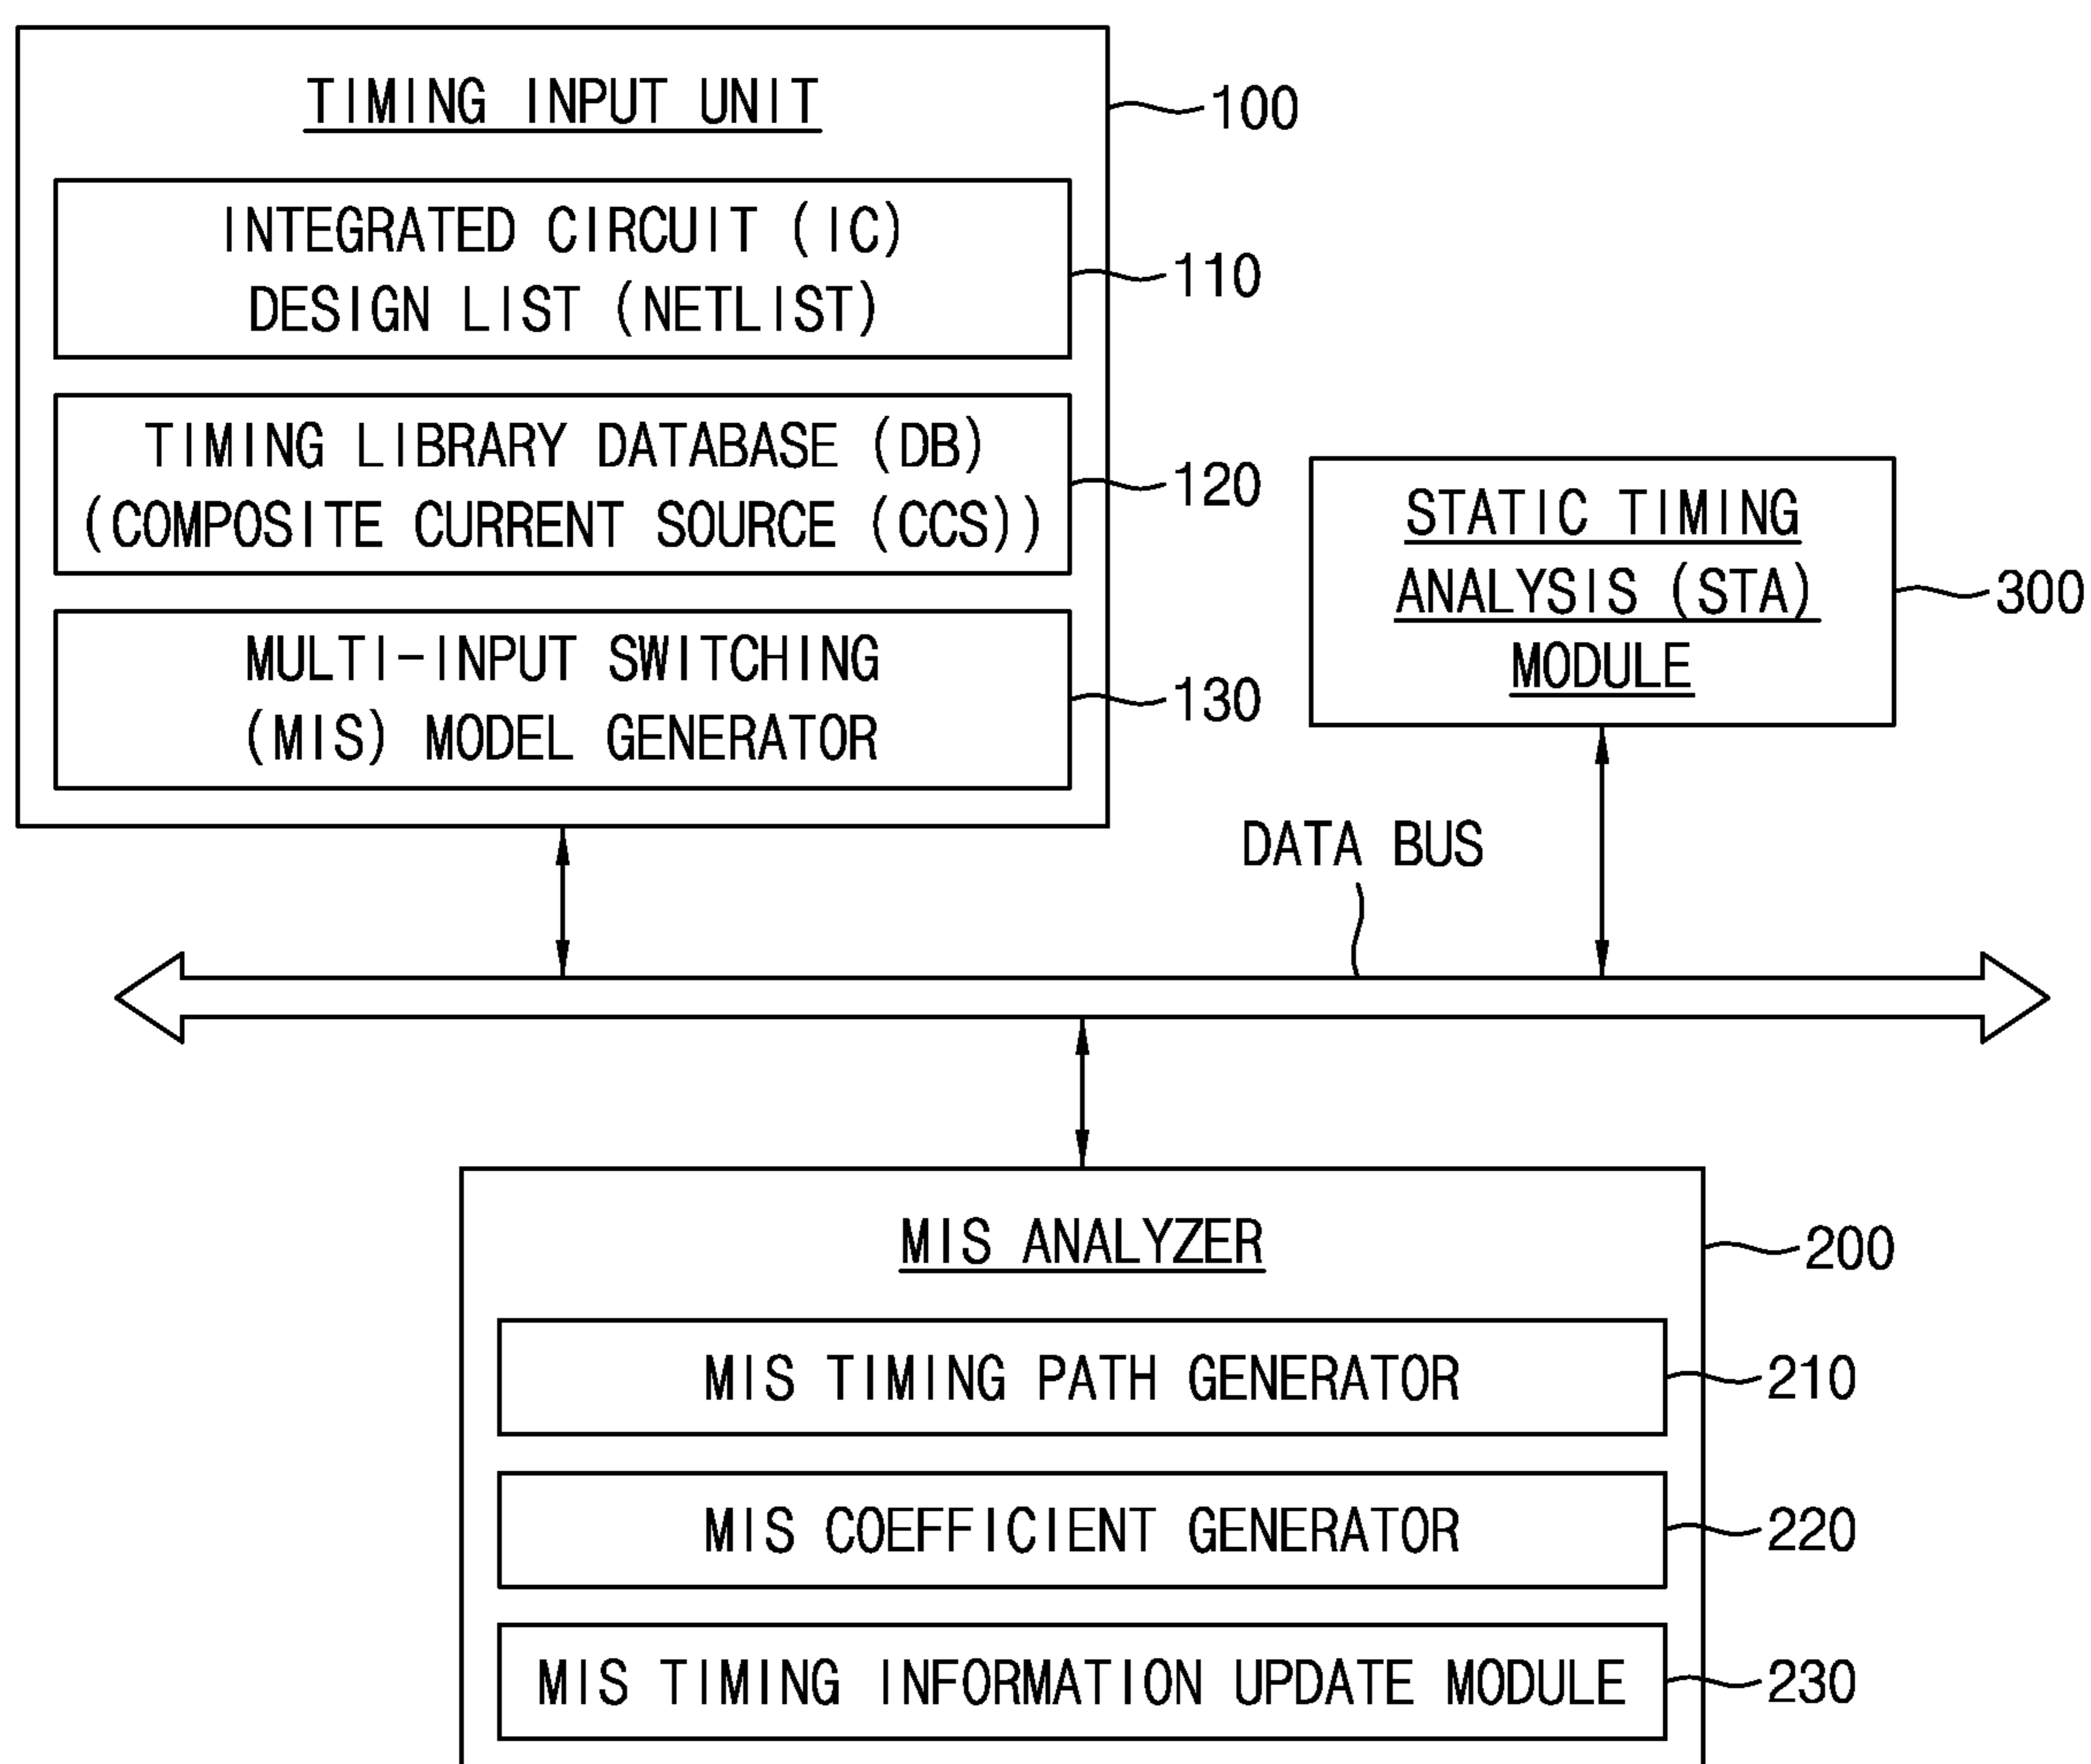 TIMING INPUT UNIT
100
INTEGRATED CIRCUIT (IC)
DESIGN LIST (NETLIST)
110
TIMING LIBRARY DATABASE (DB)
(COMPOSITE CURRENT SOURCE (CCS))
120
MULTI-INPUT SWITCHING
(MIS) MODEL GENERATOR
130
STATIC TIMING
ANALYSIS (STA)
MODULE
300
DATA BUS
MIS ANALYZER
200
MIS TIMING PATH GENERATOR
210
MIS COEFFICIENT GENERATOR
220
MIS TIMING INFORMATION UPDATE MODULE
230